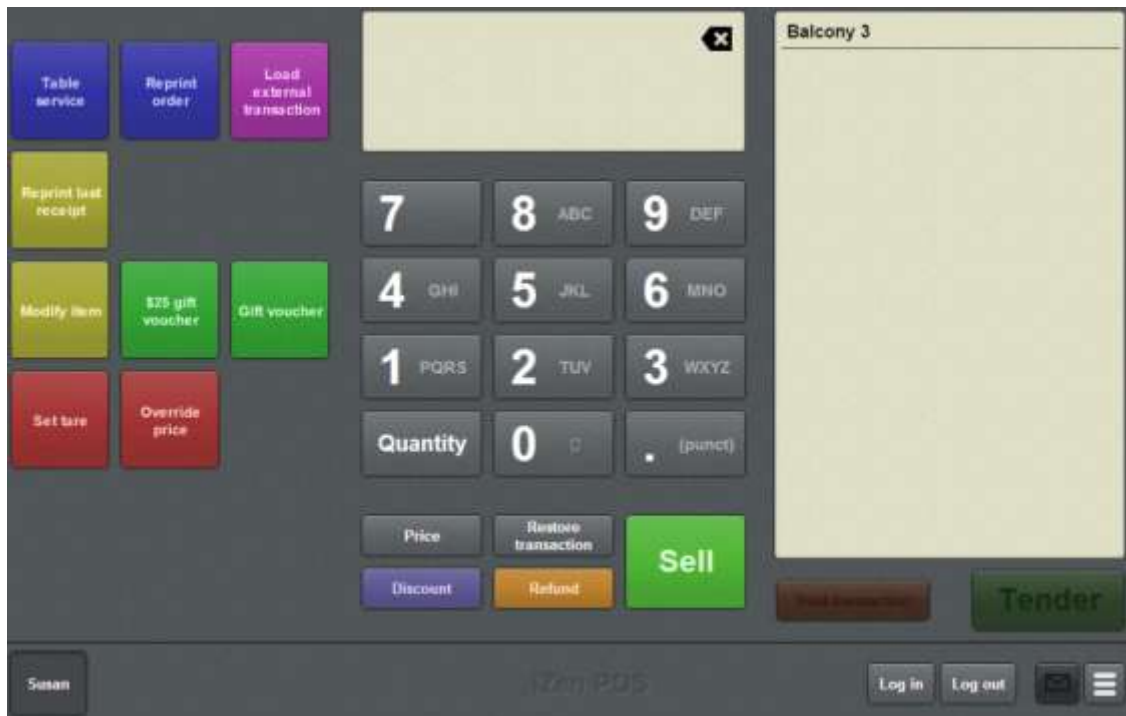 Balcony 3
Table
service
Reprint
order
Load
external
transaction
Reprint last
receipt
7
8 ABC
9 DEF
Modify item
$25 gift
voucher
Gift voucher
4 GHI
5 JKL
6 MNO
1 PQRS
2 TUV
3 WXYZ
Set tare
Override
price
Quantity
0
. (punct)
Price
Restore
transaction
Sell
Discount
Refund
Tender
Susan
iZen POS
Log in
Log out